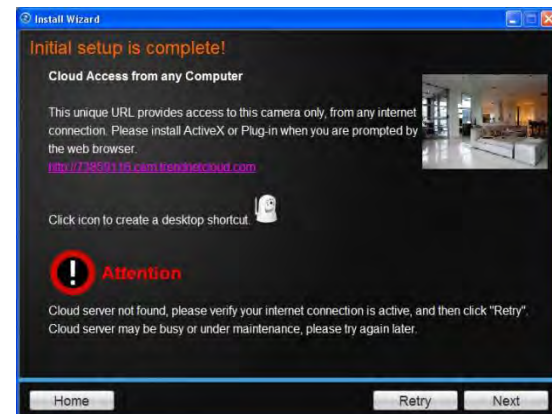 Install Wizard
Initial setup is complete!
Cloud Access from any Computer
This unique URL provides access to this camera only, from any internet
connection. Please install ActiveX or Plug-in when you are prompted by
the web browser.
http://73859116.cam.trendnetcloud.com
Click icon to create a desktop shortcut.
Attention
Cloud server not found, please verify your internet connection is active, and then click "Retry".
Cloud server may be busy or under maintenance, please try again later.
Home
Retry
Next